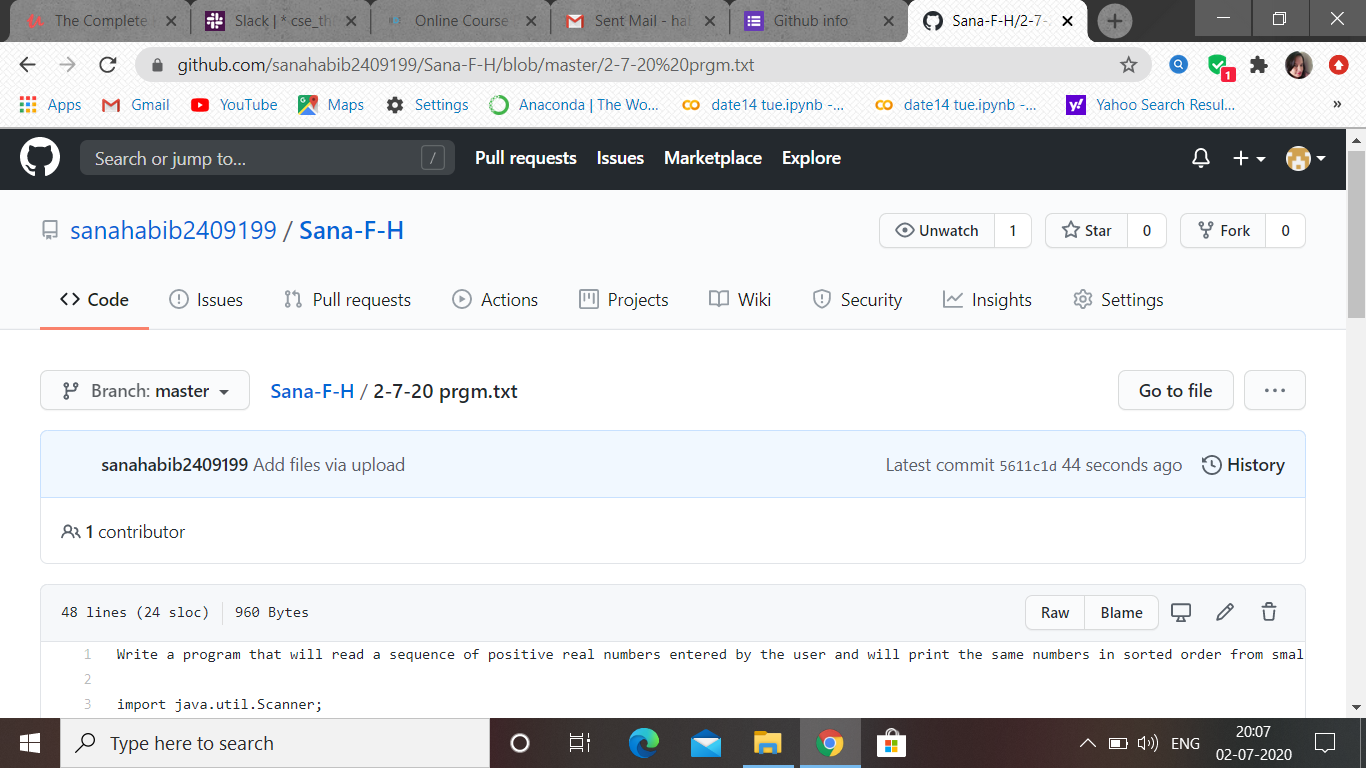 The Complete
Slack | * cse_th
Online Course
Sent Mail - ha
Github info
Sana-F-H/2-7-
github.com/sanahabib2409199/Sana-F-H/blob/master/2-7-20%20prgm.txt
1
Apps
Gmail
YouTube
Maps
Settings
Anaconda | The Wo...
date14 tue.ipynb -...
date14 tue.ipynb -...
Yahoo Search Resul...
»
Search or jump to...
/
Pull requests
Issues
Marketplace
Explore
sanahabib2409199 / Sana-F-H
Unwatch 1
Star 0
Fork 0
Code
Issues
Pull requests
Actions
Projects
Wiki
Security
Insights
Settings
Branch: master
Sana-F-H / 2-7-20 prgm.txt
Go to file
...
sanahabib2409199 Add files via upload
Latest commit 5611c1d 44 seconds ago
History
1 contributor
48 lines (24 sloc)
960 Bytes
Raw
Blame
1 Write a program that will read a sequence of positive real numbers entered by the user and will print the same numbers in sorted order from smal
2
3 import java.util.Scanner;
Type here to search
ENG
20:07
02-07-2020